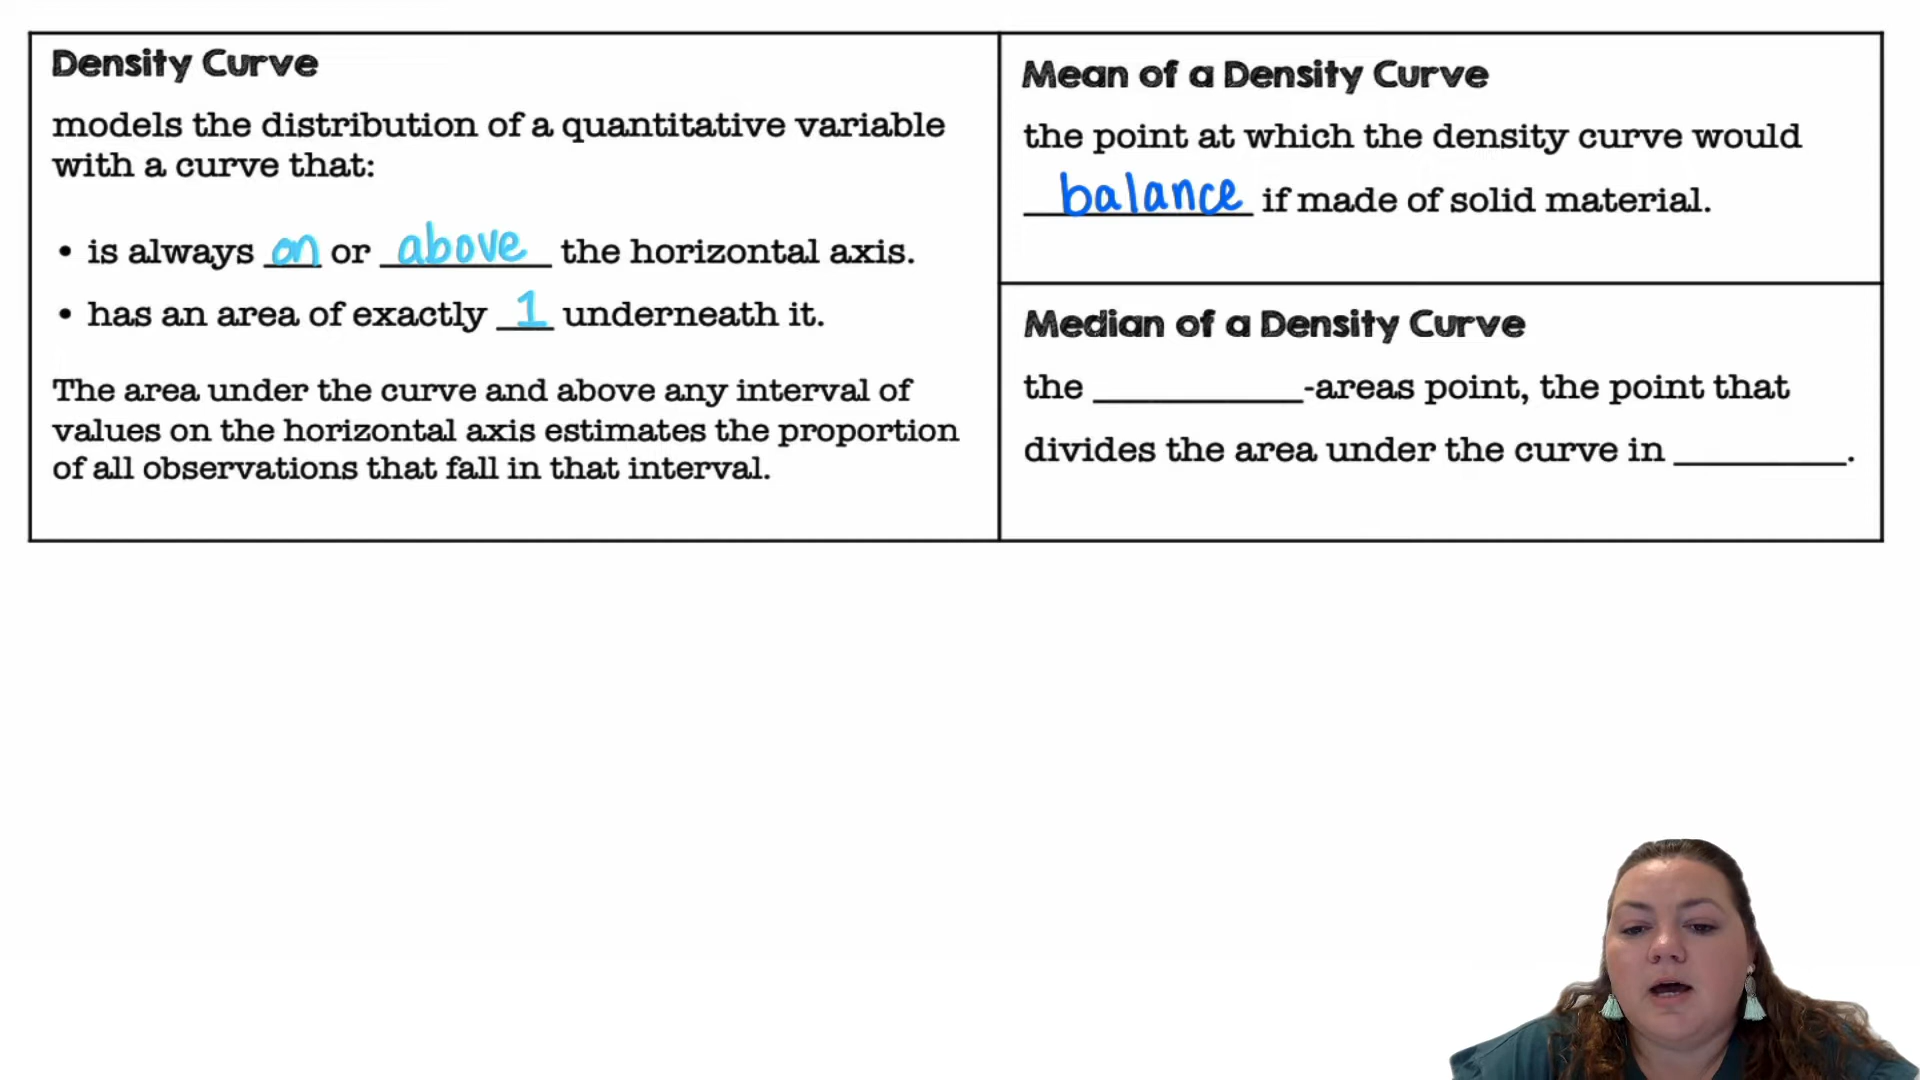 Density Curve
models the distribution of a quantitative variable
with a curve that:
• is always on or above the horizontal axis.
• has an area of exactly 1 underneath it.
The area under the curve and above any interval of
values on the horizontal axis estimates the proportion
of all observations that fall in that interval.
Mean of a Density Curve
the point at which the density curve would
balance if made of solid material.
Median of a Density Curve
the ___________-areas point, the point that
divides the area under the curve in _________.